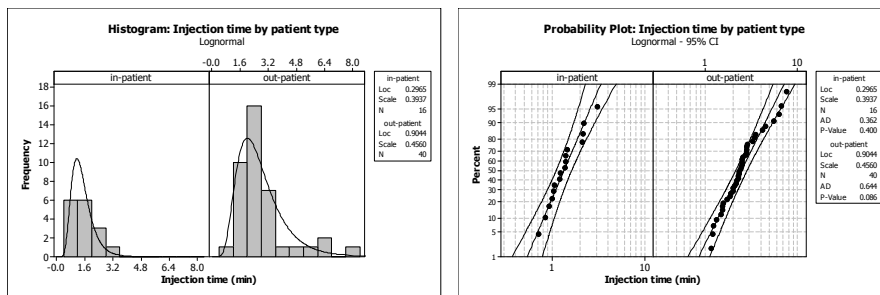 Histogram: Injection time by patient type
Lognormal
-0.0 1.6 3.2 4.8 6.4 8.0
in-patient out-patient
Frequency
18
16
14
12
10
8
6
4
2
0
-0.0 1.6 3.2 4.8 6.4 8.0
Injection time (min)
in-patient
Loc 0.2965
Scale 0.3937
N 16
out-patient
Loc 0.9044
Scale 0.4560
N 40
Probability Plot: Injection time by patient type
Lognormal - 95% CI
1 10
in-patient out-patient
Percent
99
95
90
80
70
60
50
40
30
20
10
5
1
1 10
Injection time (min)
in-patient
Loc 0.2965
Scale 0.3937
N 16
AD 0.362
P-Value 0.400
out-patient
Loc 0.9044
Scale 0.4560
N 40
AD 0.644
P-Value 0.086